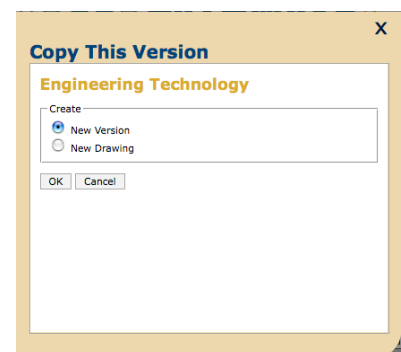 X
Copy This Version
Engineering Technology
Create
New Version
New Drawing
OK Cancel